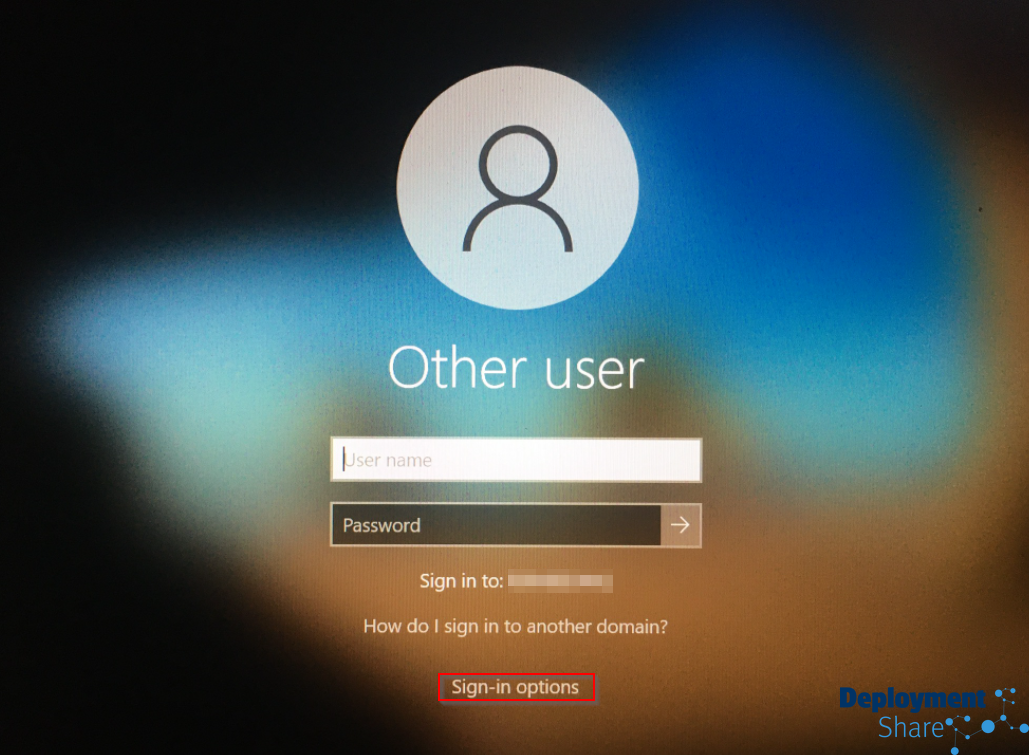 Other user
User name
Password
Sign in to:
How do I sign in to another domain?
Sign-in options
Deployment
Share